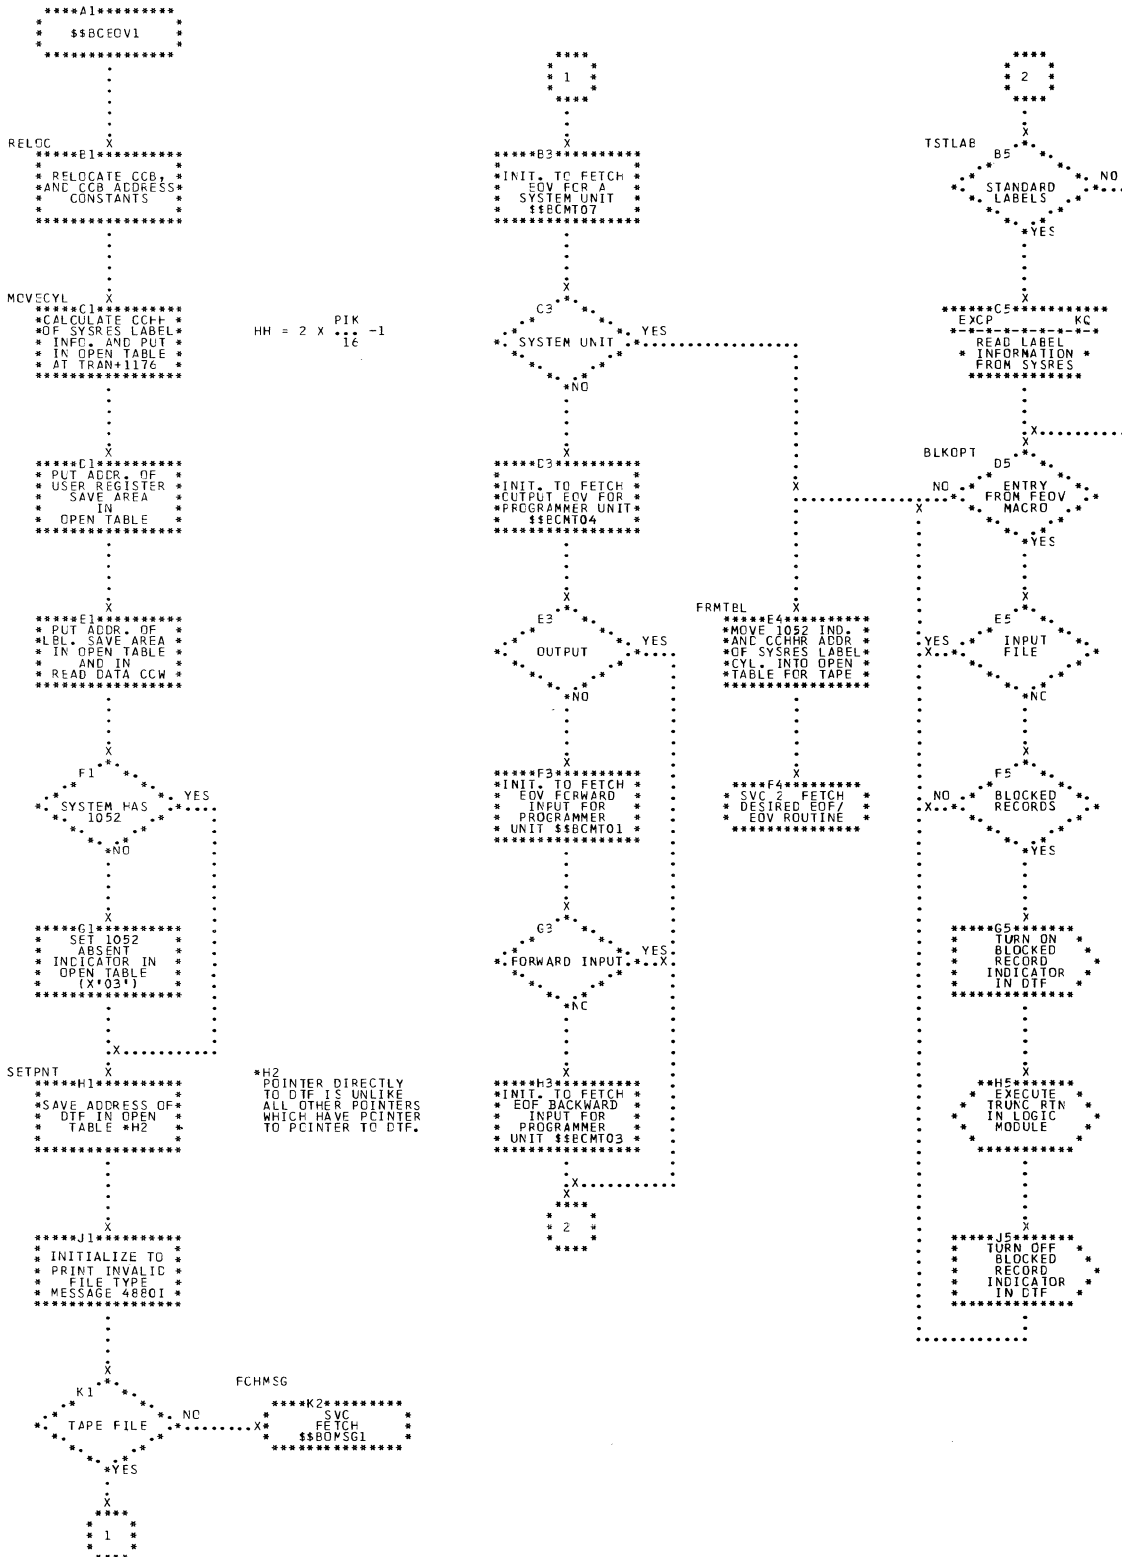 A1
$$BCEOV1
RELOC
B1
RELOCATE CCB,
AND CCB ADDRESS
CONSTANTS
MOVECYL
C1
CALCULATE CCHH
OF SYSRES LABEL
INFO. AND PUT
IN OPEN TABLE
AT TRAN+1176
HH = 2 X PIK/16 -1
D1
PUT ADDR. OF
USER REGISTER
SAVE AREA
IN
OPEN TABLE
E1
PUT ADDR. OF
LBL. SAVE AREA
IN OPEN TABLE
AND IN
READ DATA CCW
F1
SYSTEM HAS
1052
YES
NO
G1
SET 1052
ABSENT
INDICATOR IN
OPEN TABLE
(X'03')
SETPNT
H1
SAVE ADDRESS OF
DTF IN OPEN
TABLE *H2
*H2
POINTER DIRECTLY
TO DTF IS UNLIKE
ALL OTHER POINTERS
WHICH HAVE POINTER
TO POINTER TO DTF.
J1
INITIALIZE TO
PRINT INVALID
FILE TYPE
MESSAGE 4880I
K1
TAPE FILE
NO
YES
FCHMSG
K2
SVC
FETCH
$$BOMSG1
1
1
B3
INIT. TO FETCH
EOV FOR A
SYSTEM UNIT
$$BCMT07
C3
SYSTEM UNIT
YES
NO
D3
INIT. TO FETCH
OUTPUT EOV FOR
PROGRAMMER UNIT
$$BCMT04
E3
OUTPUT
YES
NO
F3
INIT. TO FETCH
EOV FORWARD
INPUT FOR
PROGRAMMER
UNIT $$BCMT01
G3
FORWARD INPUT
YES
NO
H3
INIT. TO FETCH
EOF BACKWARD
INPUT FOR
PROGRAMMER
UNIT $$BCMT03
2
FRMTBL
E4
MOVE 1052 IND.
AND CCHHR ADDR
OF SYSRES LABEL
CYL. INTO OPEN
TABLE FOR TAPE
F4
SVC 2 FETCH
DESIRED EOF/
EOV ROUTINE
2
TSTLAB
B5
STANDARD
LABELS
NO
YES
C5
EXCP KQ
READ LABEL
INFORMATION
FROM SYSRES
BLKOPT
D5
NO
ENTRY
FROM FEOV
MACRO
YES
E5
YES
INPUT
FILE
NO
F5
NO
BLOCKED
RECORDS
YES
G5
TURN ON
BLOCKED
RECORD
INDICATOR
IN DTF
H5
EXECUTE
TRUNC RTN
IN LOGIC
MODULE
J5
TURN OFF
BLOCKED
RECORD
INDICATOR
IN DTF